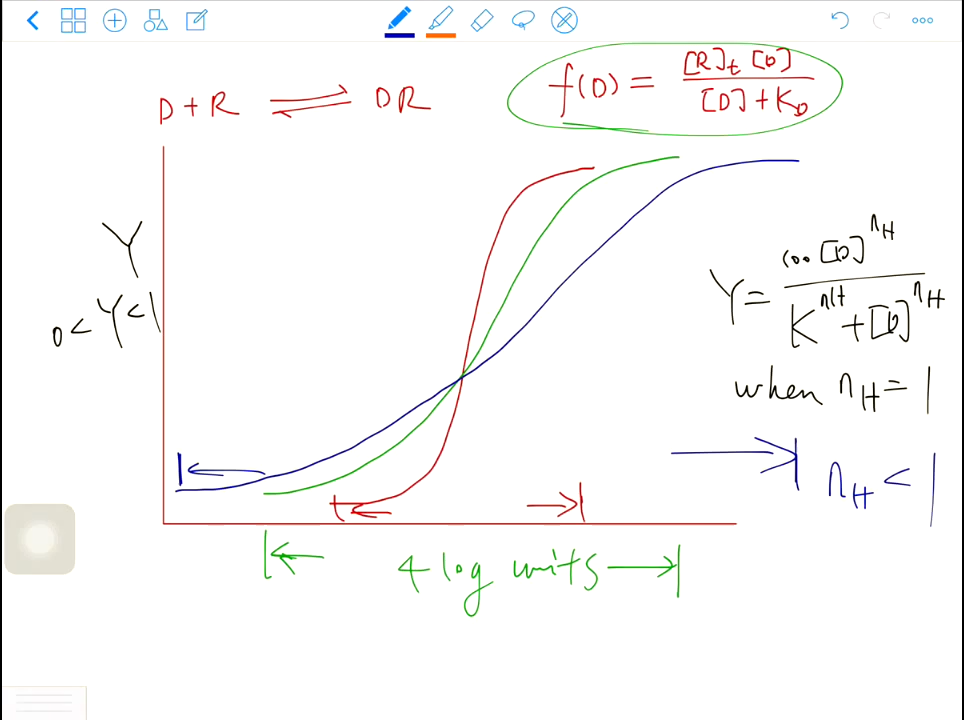 D + R ⇌ DR
f(D) = [R]t [D] / [D] + KD
Y
0 < Y < 1
Y = 100 [D]^nH / K^nH + [D]^nH
when nH = 1
nH < 1
4 log units